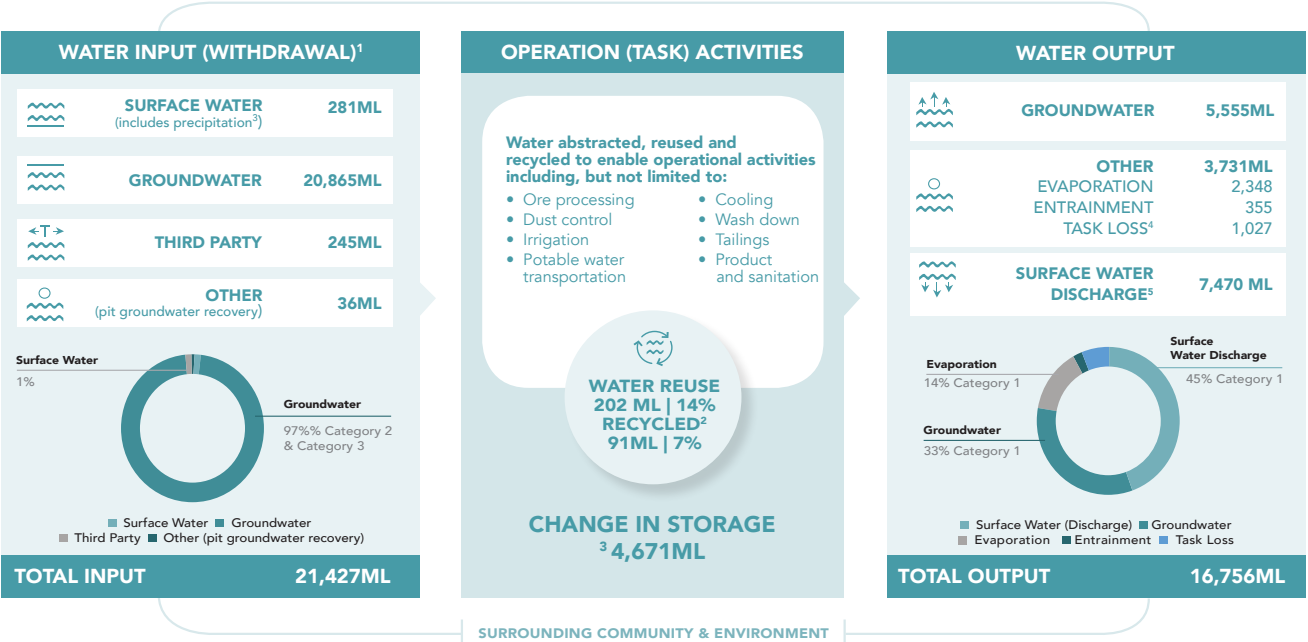 WATER INPUT (WITHDRAWAL)¹
SURFACE WATER 281ML
(includes precipitation³)
GROUNDWATER 20,865ML
T
THIRD PARTY 245ML
OTHER 36ML
(pit groundwater recovery)
Surface Water
1%
Groundwater
97%% Category 2
& Category 3
Surface Water Groundwater
Third Party Other (pit groundwater recovery)
TOTAL INPUT 21,427ML
OPERATION (TASK) ACTIVITIES
Water abstracted, reused and
recycled to enable operational activities
including, but not limited to:
• Ore processing
• Dust control
• Irrigation
• Potable water
transportation
• Cooling
• Wash down
• Tailings
• Product
and sanitation
WATER REUSE
202 ML | 14%
RECYCLED²
91ML | 7%
CHANGE IN STORAGE
³ 4,671ML
WATER OUTPUT
GROUNDWATER 5,555ML
OTHER 3,731ML
EVAPORATION 2,348
ENTRAINMENT 355
TASK LOSS⁴ 1,027
SURFACE WATER
DISCHARGE⁵ 7,470 ML
Surface
Water Discharge
45% Category 1
Evaporation
14% Category 1
Groundwater
33% Category 1
Surface Water (Discharge) Groundwater
Evaporation Entrainment Task Loss
TOTAL OUTPUT 16,756ML
SURROUNDING COMMUNITY & ENVIRONMENT